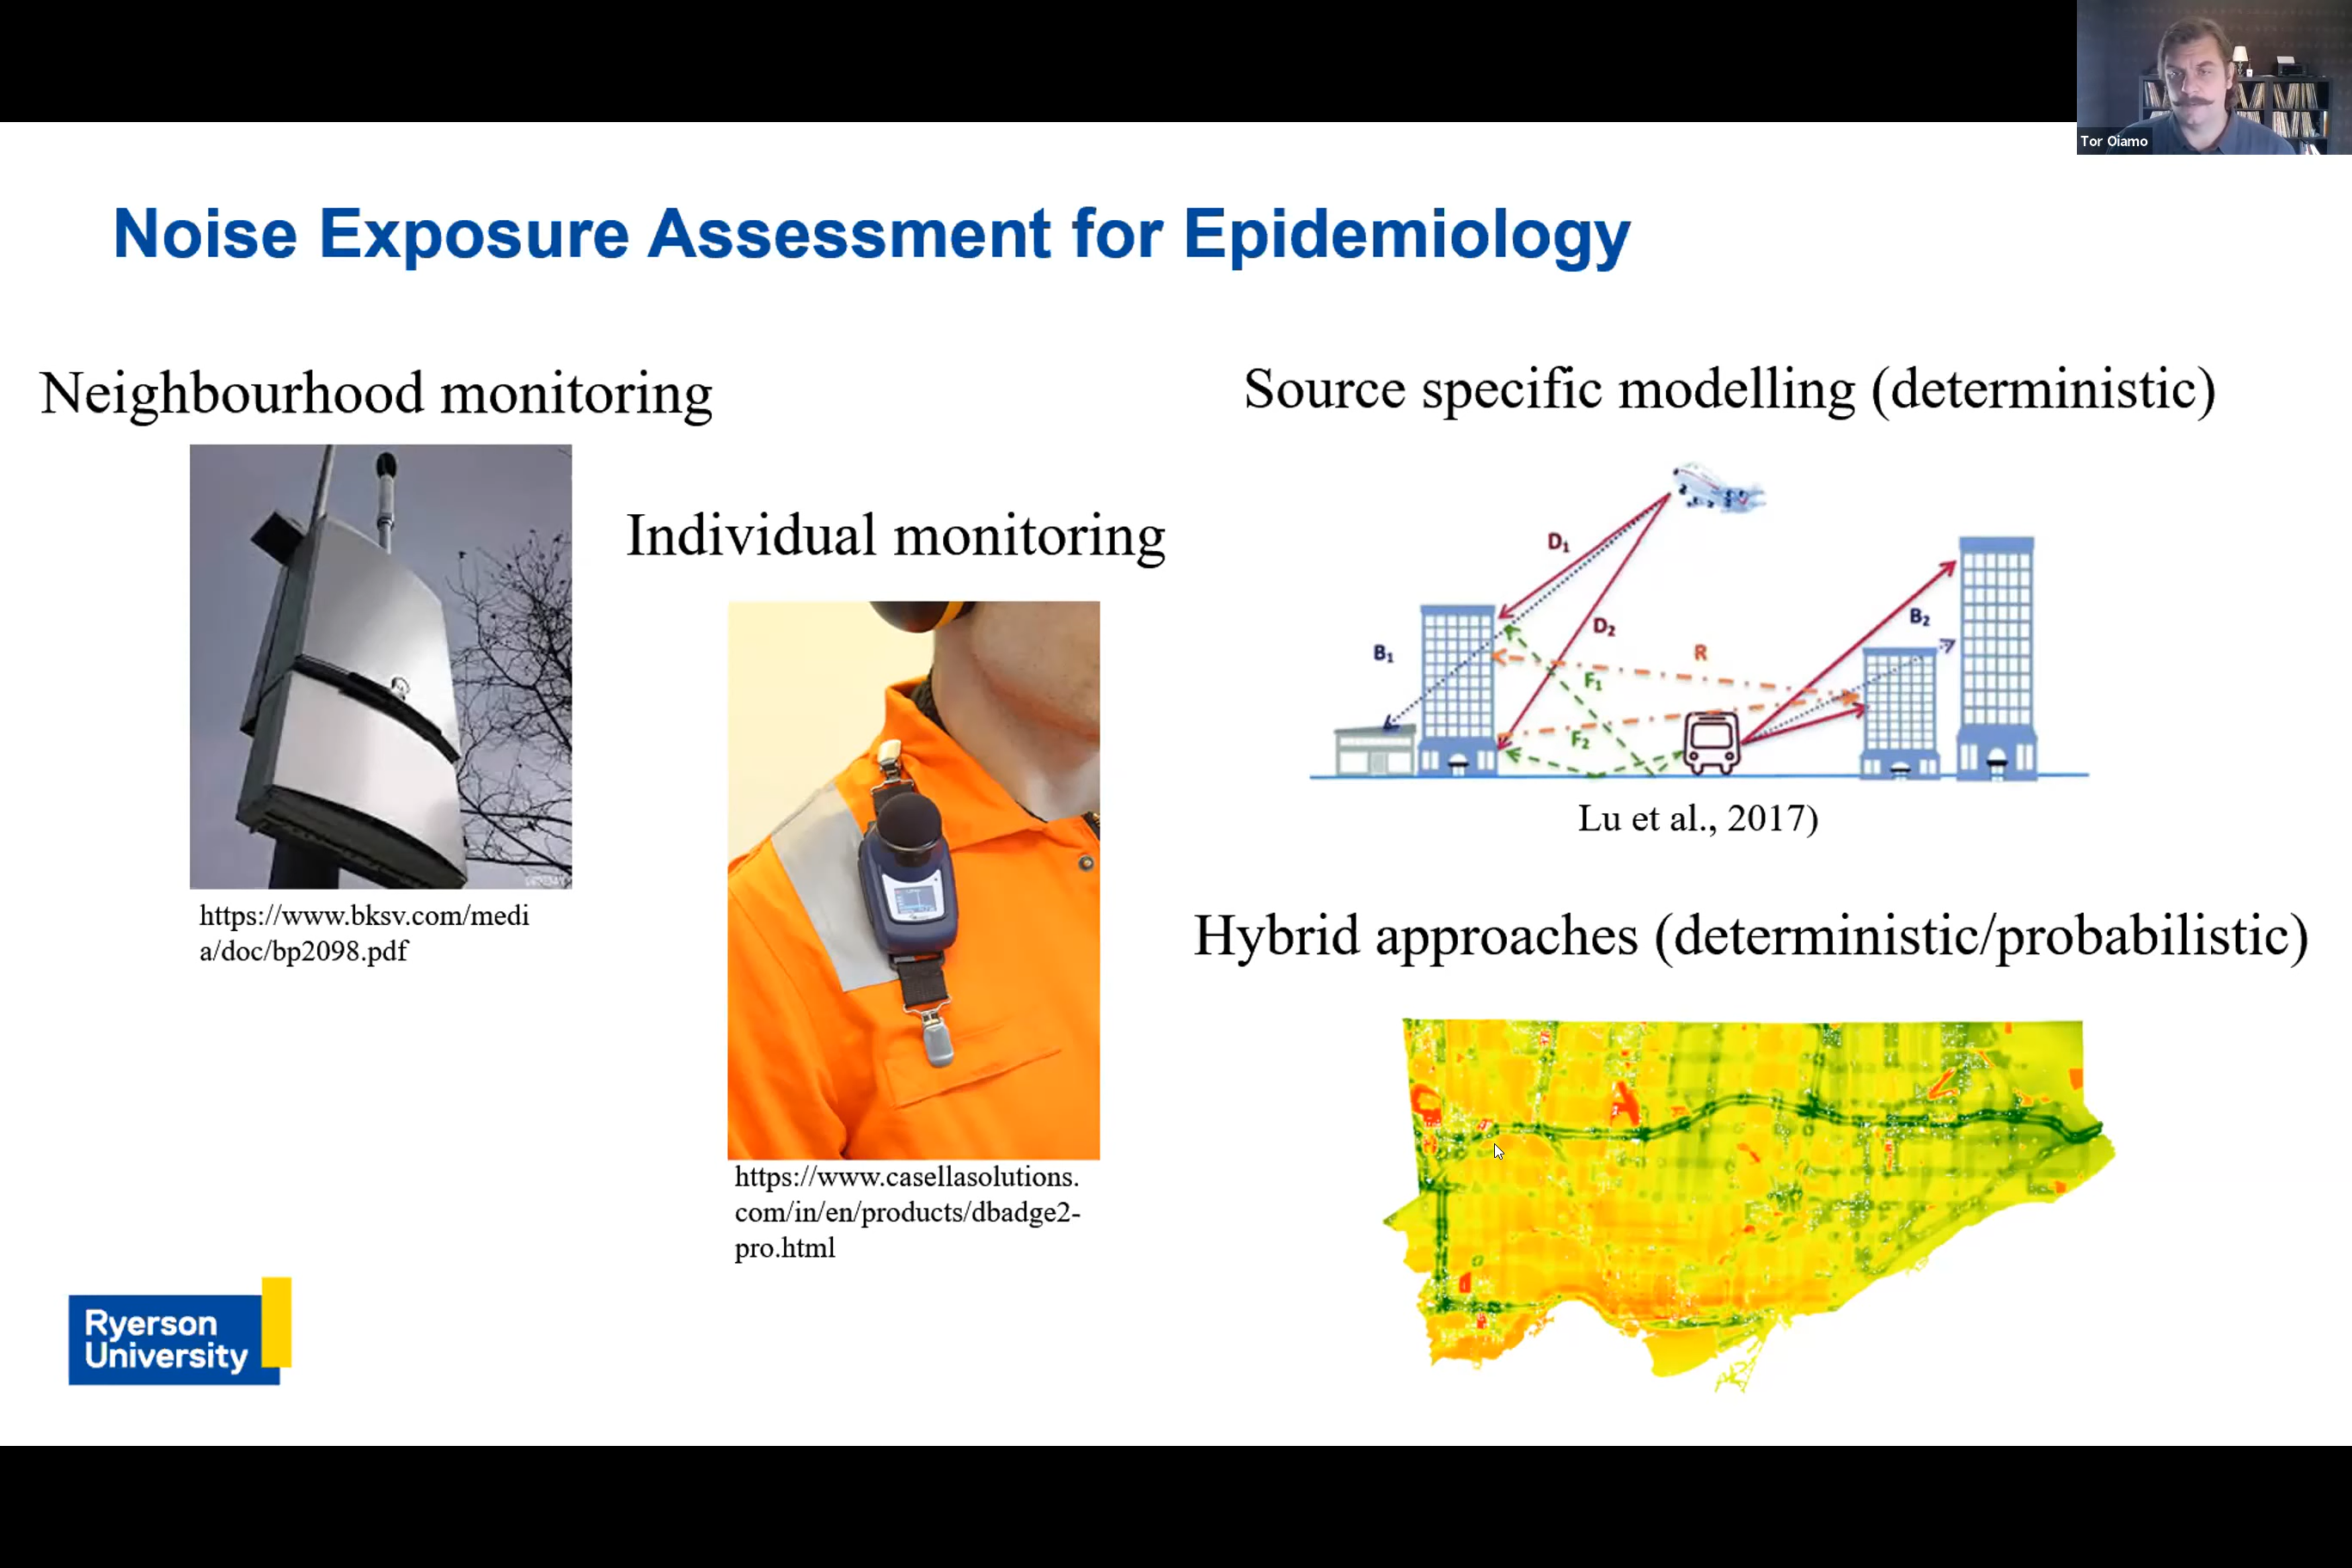 Tor Oiamo
Noise Exposure Assessment for Epidemiology
Neighbourhood monitoring
https://www.bksv.com/medi
a/doc/bp2098.pdf
Individual monitoring
https://www.casellasolutions.
com/in/en/products/dbadge2-
pro.html
Source specific modelling (deterministic)
D1
D2
B1
B2
R
F1
F2
Lu et al., 2017)
Hybrid approaches (deterministic/probabilistic)
Ryerson
University